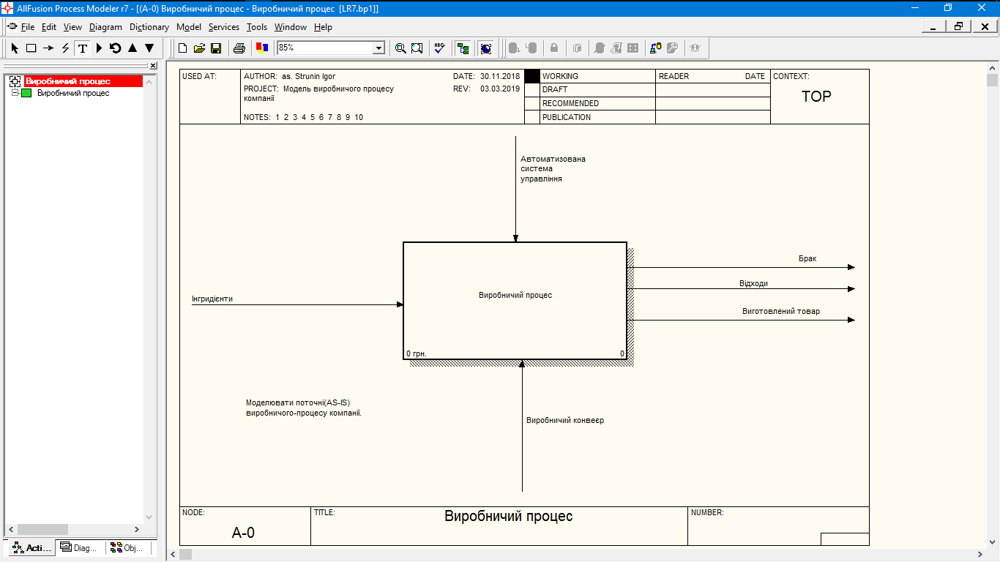 AllFusion Process Modeler r7 - [(A-0) Виробничий процес - Виробничий процес  [LR7.bp1]]
File Edit View Diagram Dictionary Model Services Tools Window Help
T 85% ABC
Виробничий процес
Виробничий процес
Acti... Diag... Obj...
USED AT:
AUTHOR: as. Strunin Igor
DATE: 30.11.2018
PROJECT: Модель виробничого процесу
компанії
REV: 03.03.2019
NOTES: 1 2 3 4 5 6 7 8 9 10
WORKING
DRAFT
RECOMMENDED
PUBLICATION
READER DATE
CONTEXT:
TOP
Автоматизована
система
управління
Інгридієнти
Виробничий процес
0 грн. 0
Брак
Відходи
Виготовлений товар
Моделювати поточні(AS-IS)
виробничого-процесу компанії.
Виробничий конвеєр
NODE:
A-0
TITLE:
Виробничий процес
NUMBER: